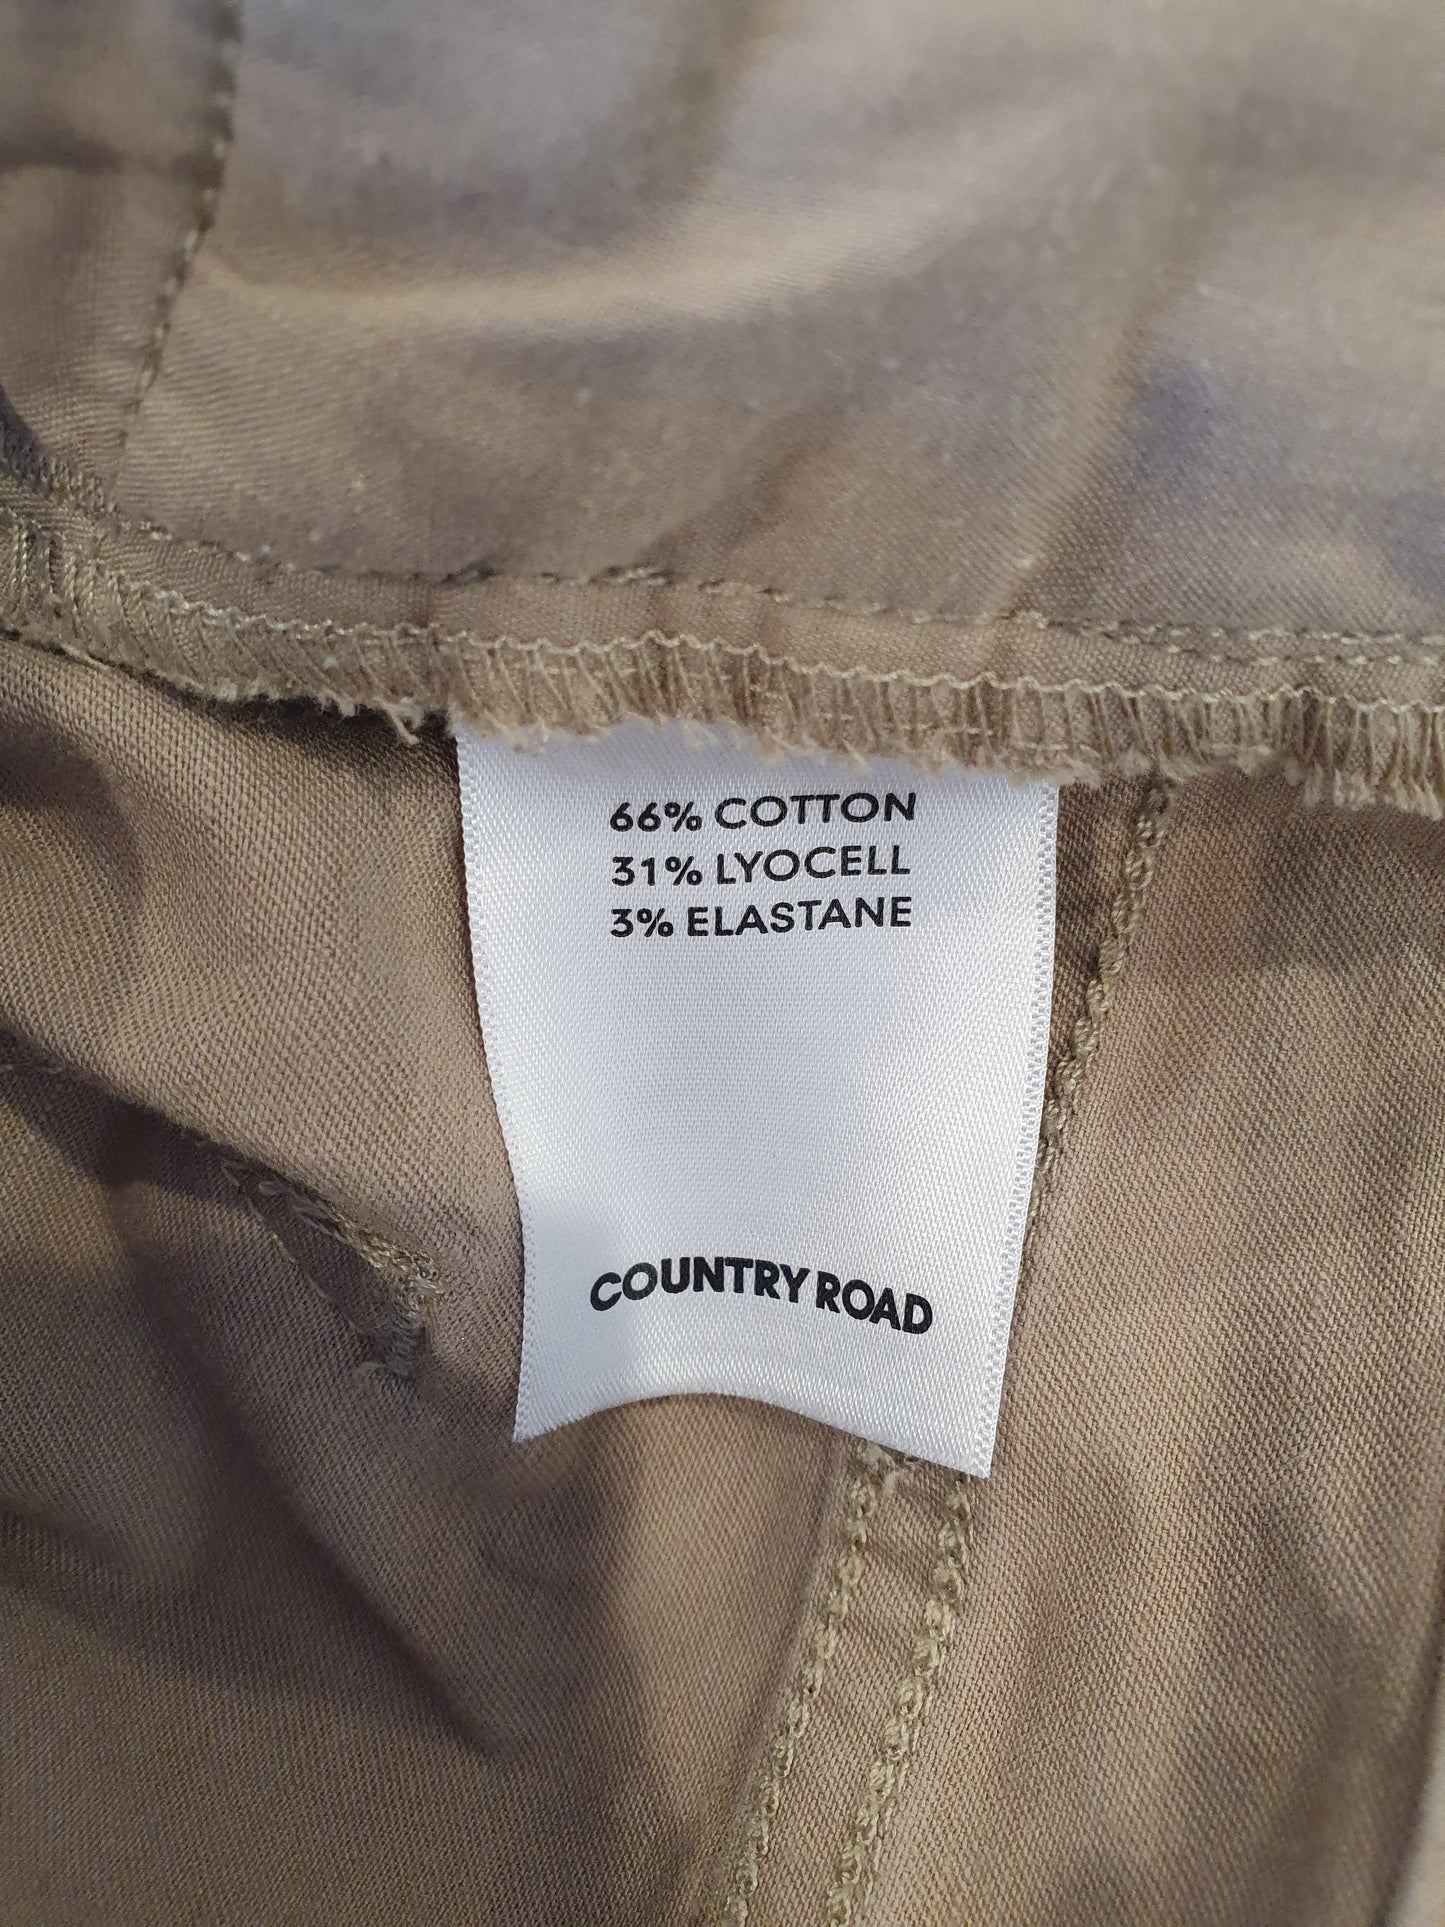 66% COTTON
31% LYOCELL
3% ELASTANE
COUNTRY ROAD